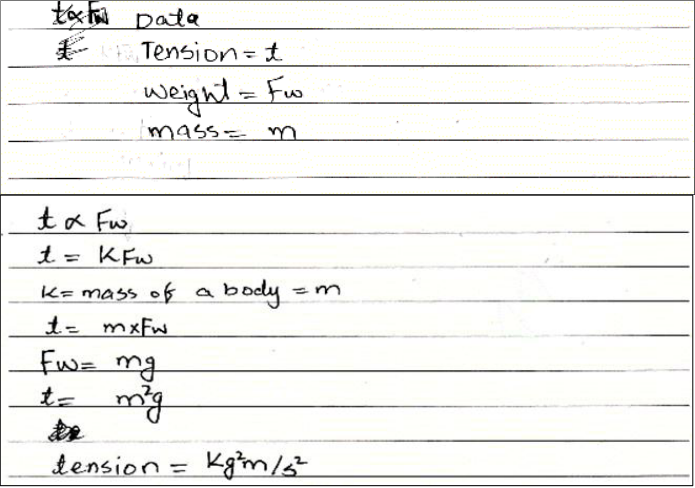 Data
Tension = t
weight = Fw
mass = m
t ∝ Fw
t = KFw
K = mass of a body = m
t = m×Fw
Fw = mg
t = m²g
tension = Kg²m/s²